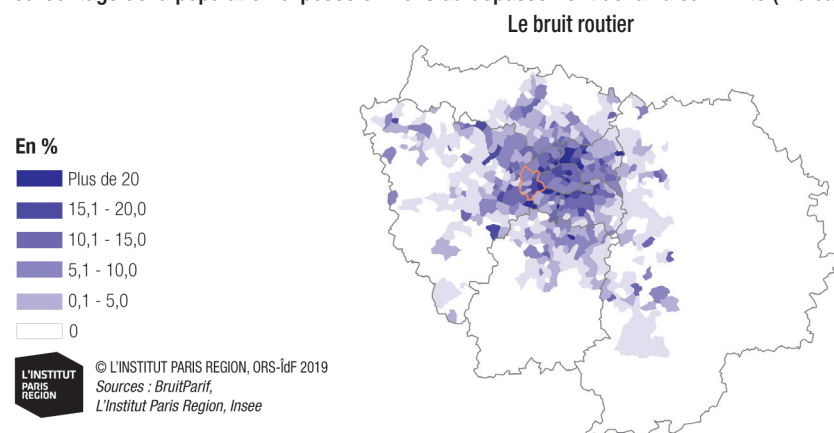 Le bruit routier
En %
Plus de 20
15,1 - 20,0
10,1 - 15,0
5,1 - 10,0
0,1 - 5,0
0
L'INSTITUT
PARIS
REGION
© L'INSTITUT PARIS REGION, ORS-îdF 2019
Sources : BruitParif,
L'Institut Paris Region, Insee